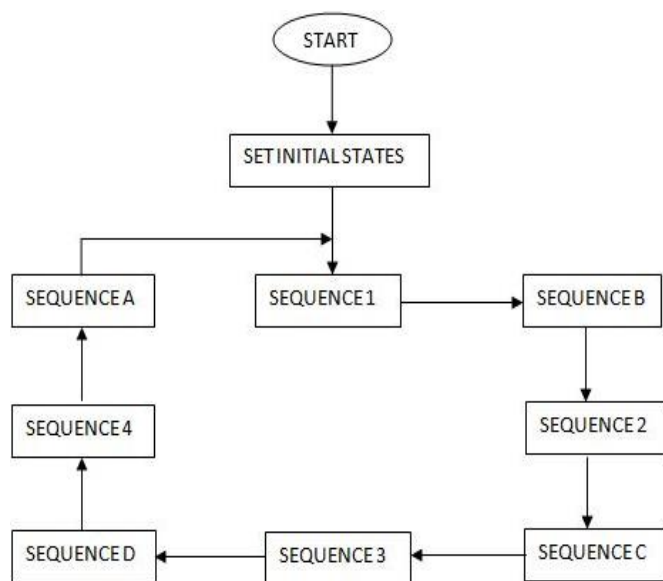 START
SET INITIAL STATES
SEQUENCE A
SEQUENCE 1
SEQUENCE B
SEQUENCE 4
SEQUENCE 2
SEQUENCE D
SEQUENCE 3
SEQUENCE C